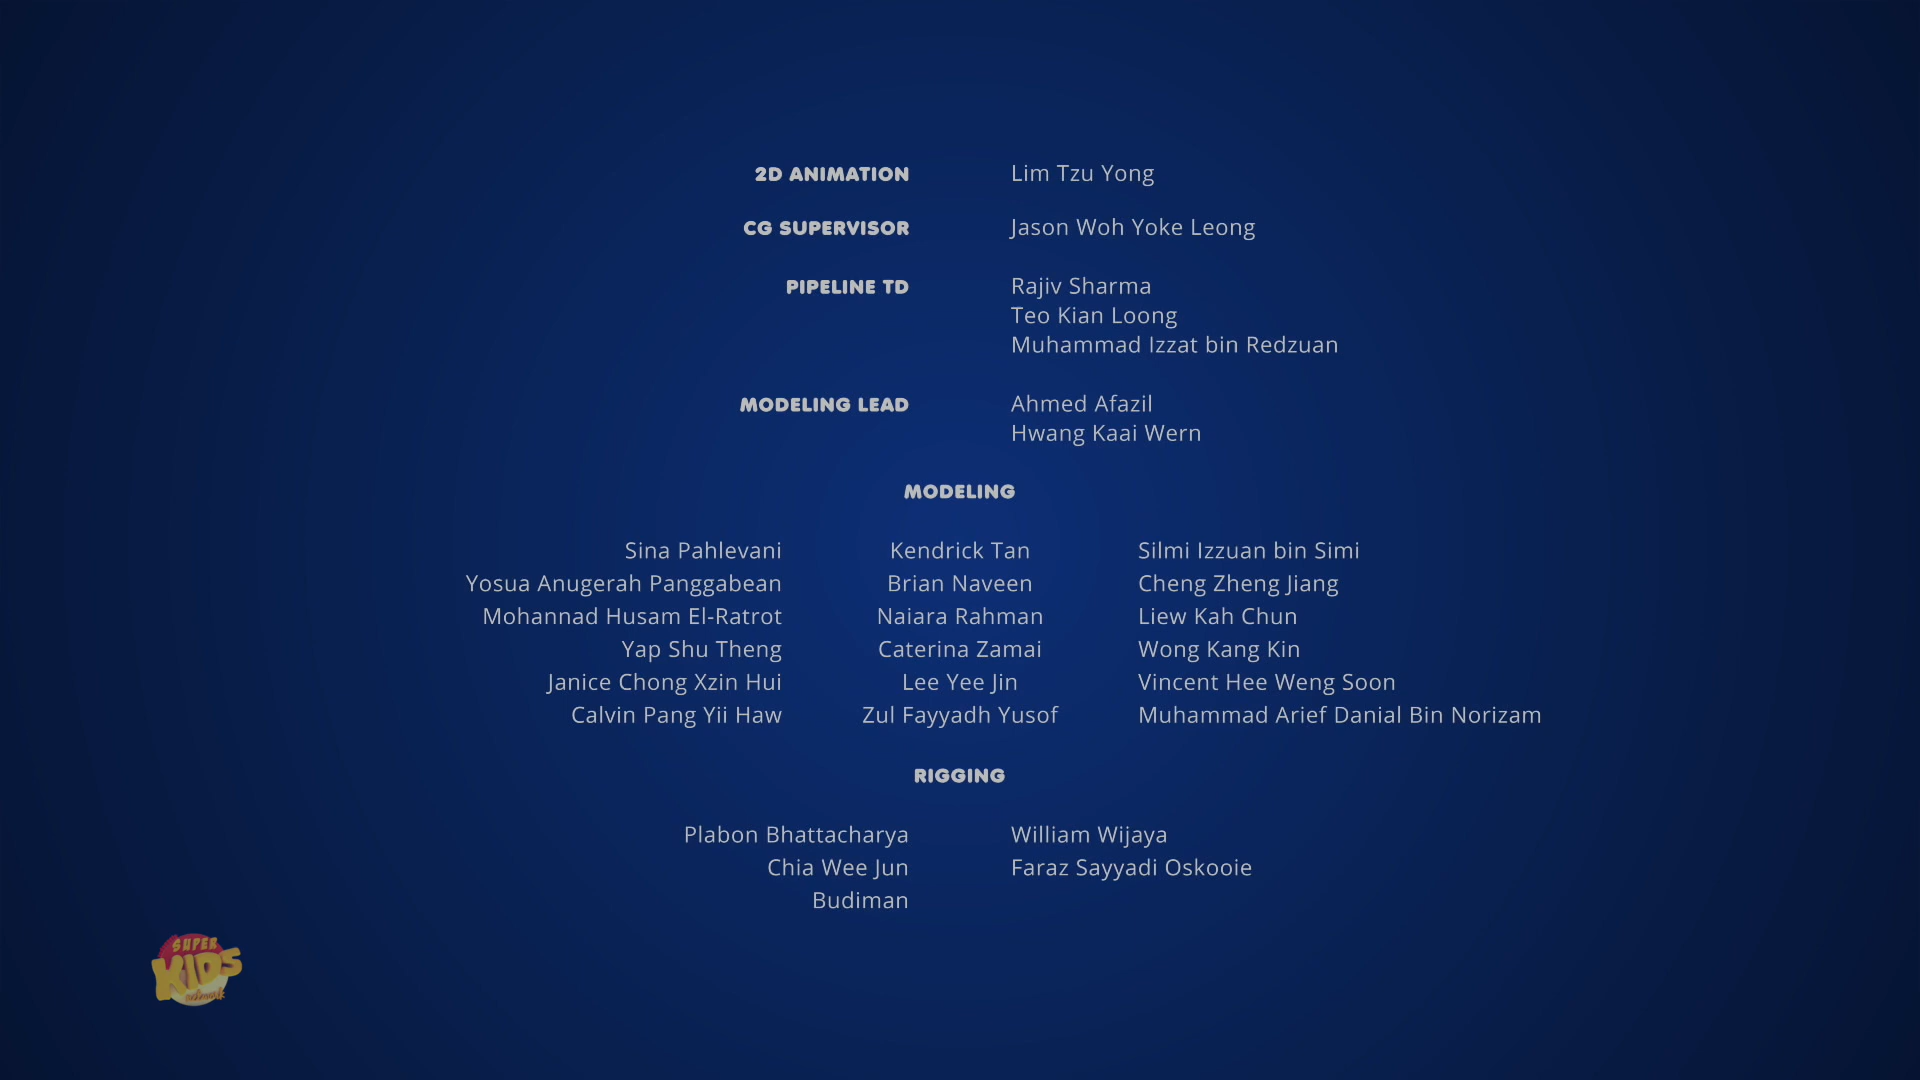 2D ANIMATION Lim Tzu Yong
CG SUPERVISOR Jason Woh Yoke Leong
PIPELINE TD Rajiv Sharma
Teo Kian Loong
Muhammad Izzat bin Redzuan
MODELING LEAD Ahmed Afazil
Hwang Kaai Wern
MODELING
Sina Pahlevani Kendrick Tan Silmi Izzuan bin Simi
Yosua Anugerah Panggabean Brian Naveen Cheng Zheng Jiang
Mohannad Husam El-Ratrot Naiara Rahman Liew Kah Chun
Yap Shu Theng Caterina Zamai Wong Kang Kin
Janice Chong Xzin Hui Lee Yee Jin Vincent Hee Weng Soon
Calvin Pang Yii Haw Zul Fayyadh Yusof Muhammad Arief Danial Bin Norizam
RIGGING
Plabon Bhattacharya William Wijaya
Chia Wee Jun Faraz Sayyadi Oskooie
Budiman
SUPER
KIDS
network